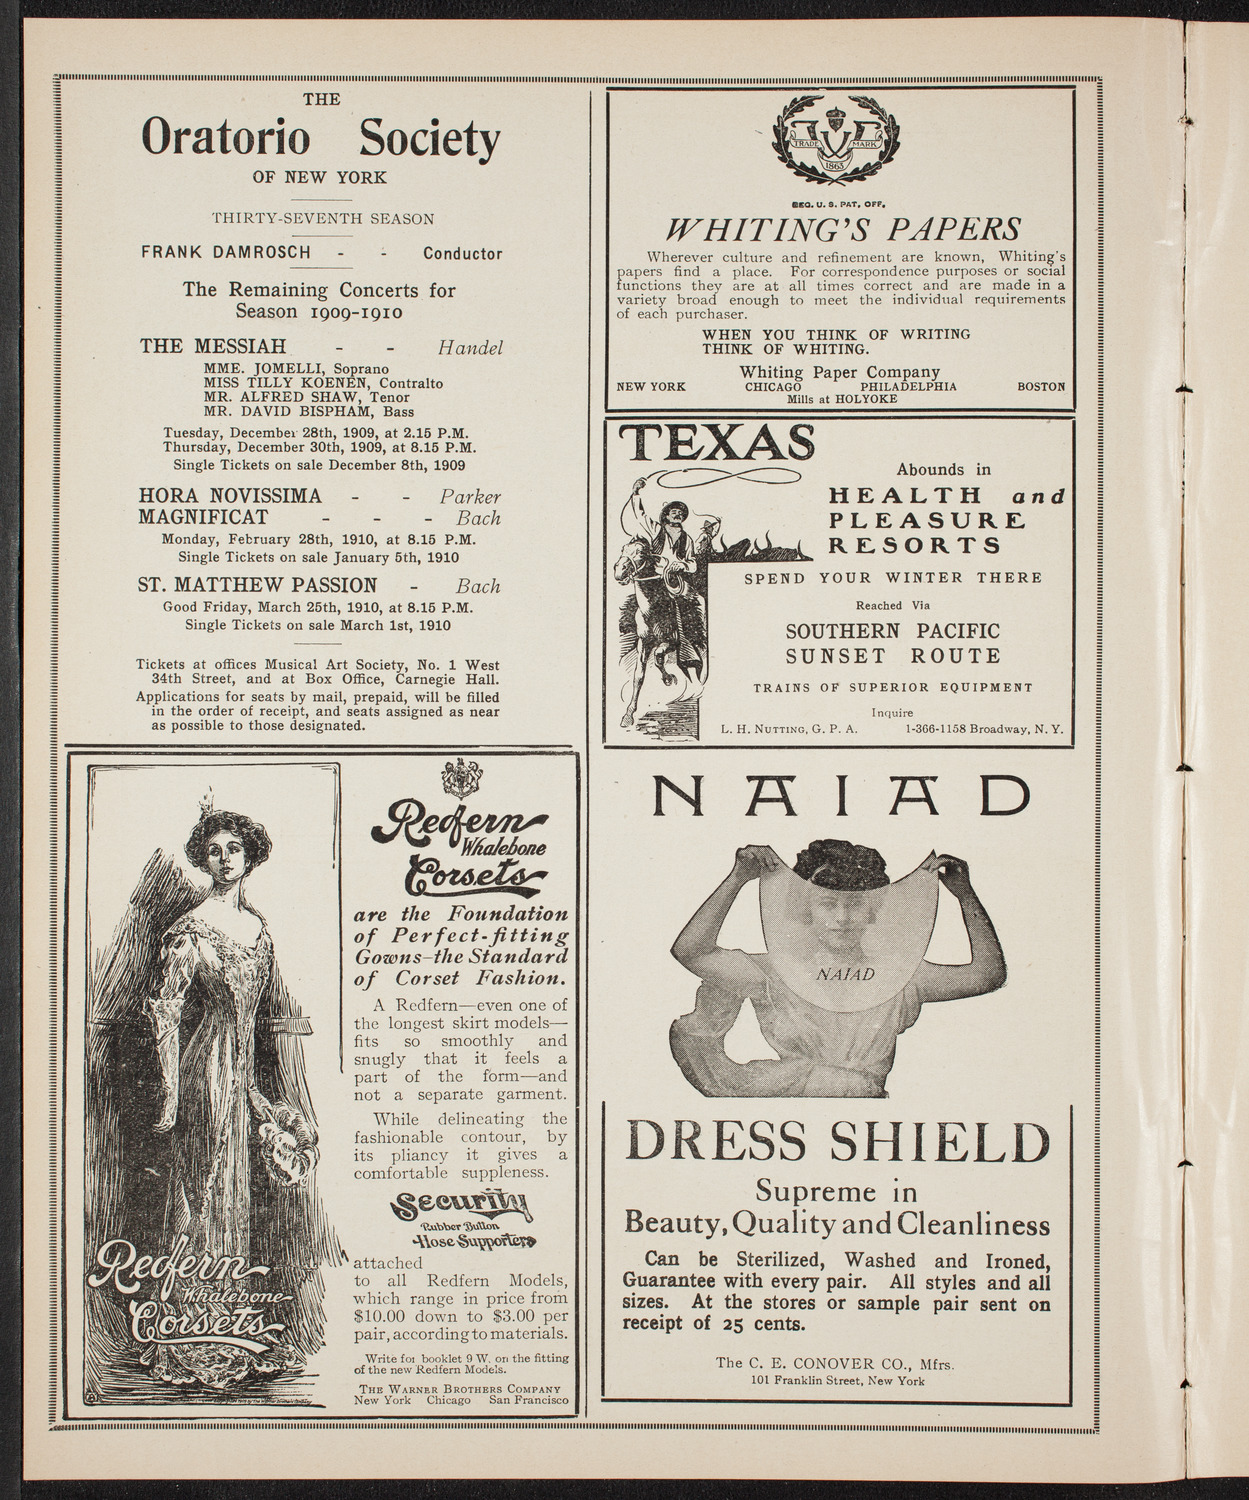 THE
Oratorio Society
OF NEW YORK
THIRTY-SEVENTH SEASON
FRANK DAMROSCH - - Conductor
The Remaining Concerts for
Season 1909-1910
THE MESSIAH - - Handel
MME. JOMELLI, Soprano
MISS TILLY KOENEN, Contralto
MR. ALFRED SHAW, Tenor
MR. DAVID BISPHAM, Bass
Tuesday, December 28th, 1909, at 2.15 P.M.
Thursday, December 30th, 1909, at 8.15 P.M.
Single Tickets on sale December 8th, 1909
HORA NOVISSIMA - - Parker
MAGNIFICAT - - - Bach
Monday, February 28th, 1910, at 8.15 P.M.
Single Tickets on sale January 5th, 1910
ST. MATTHEW PASSION - Bach
Good Friday, March 25th, 1910, at 8.15 P.M.
Single Tickets on sale March 1st, 1910
Tickets at offices Musical Art Society, No. 1 West
34th Street, and at Box Office, Carnegie Hall.
Applications for seats by mail, prepaid, will be filled
in the order of receipt, and seats assigned as near
as possible to those designated.
Redfern
Whalebone
Corsets
are the Foundation
of Perfect-fitting
Gowns—the Standard
of Corset Fashion.
A Redfern—even one of
the longest skirt models—
fits so smoothly and
snugly that it feels a
part of the form—and
not a separate garment.
While delineating the
fashionable contour, by
its pliancy it gives a
comfortable suppleness.
Security
Rubber Button
Hose Supporters
attached
to all Redfern Models,
which range in price from
$10.00 down to $3.00 per
pair, according to materials.
Write for booklet 9 W. on the fitting
of the new Redfern Models.
THE WARNER BROTHERS COMPANY
New York Chicago San Francisco
Redfern
Whalebone
Corsets
TRADE MARK
1865
REG. U. S. PAT. OFF.
WHITING'S PAPERS
Wherever culture and refinement are known, Whiting's
papers find a place. For correspondence purposes or social
functions they are at all times correct and are made in a
variety broad enough to meet the individual requirements
of each purchaser.
WHEN YOU THINK OF WRITING
THINK OF WHITING.
Whiting Paper Company
NEW YORK CHICAGO PHILADELPHIA BOSTON
Mills at HOLYOKE
TEXAS
Abounds in
HEALTH and
PLEASURE
RESORTS
SPEND YOUR WINTER THERE
Reached Via
SOUTHERN PACIFIC
SUNSET ROUTE
TRAINS OF SUPERIOR EQUIPMENT
Inquire
L. H. NUTTING, G. P. A. 1-366-1158 Broadway, N. Y.
NAIAD
NAIAD
DRESS SHIELD
Supreme in
Beauty, Quality and Cleanliness
Can be Sterilized, Washed and Ironed,
Guarantee with every pair. All styles and all
sizes. At the stores or sample pair sent on
receipt of 25 cents.
The C. E. CONOVER CO., Mfrs.
101 Franklin Street, New York